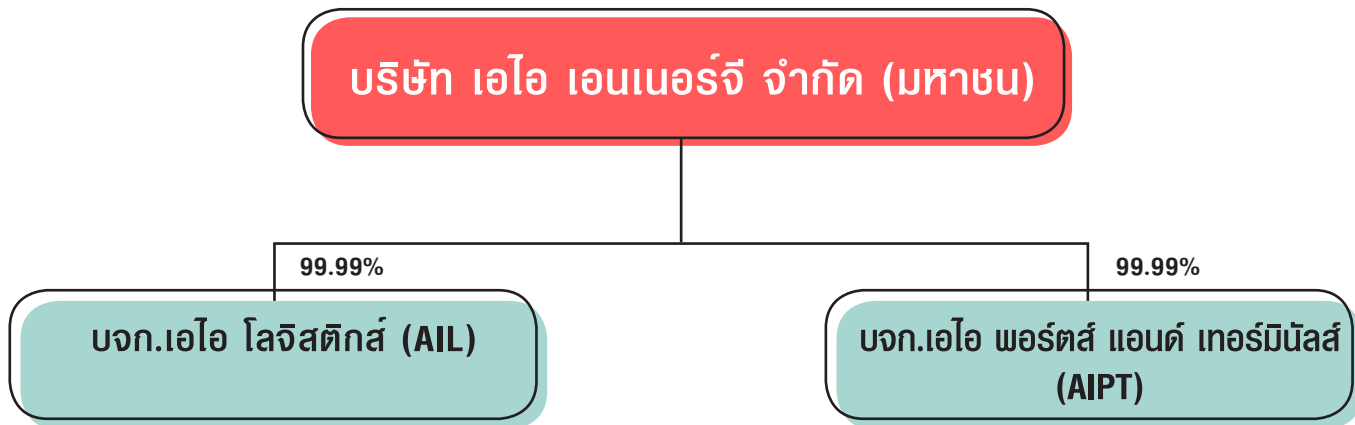 บริษัท เอไอ เอนเนอร์จี จำกัด (มหาชน)
99.99%
99.99%
บจก.เอไอ โลจิสติกส์ (AIL)
บจก.เอไอ พอร์ตส์ แอนด์ เทอร์มินัลส์
(AIPT)